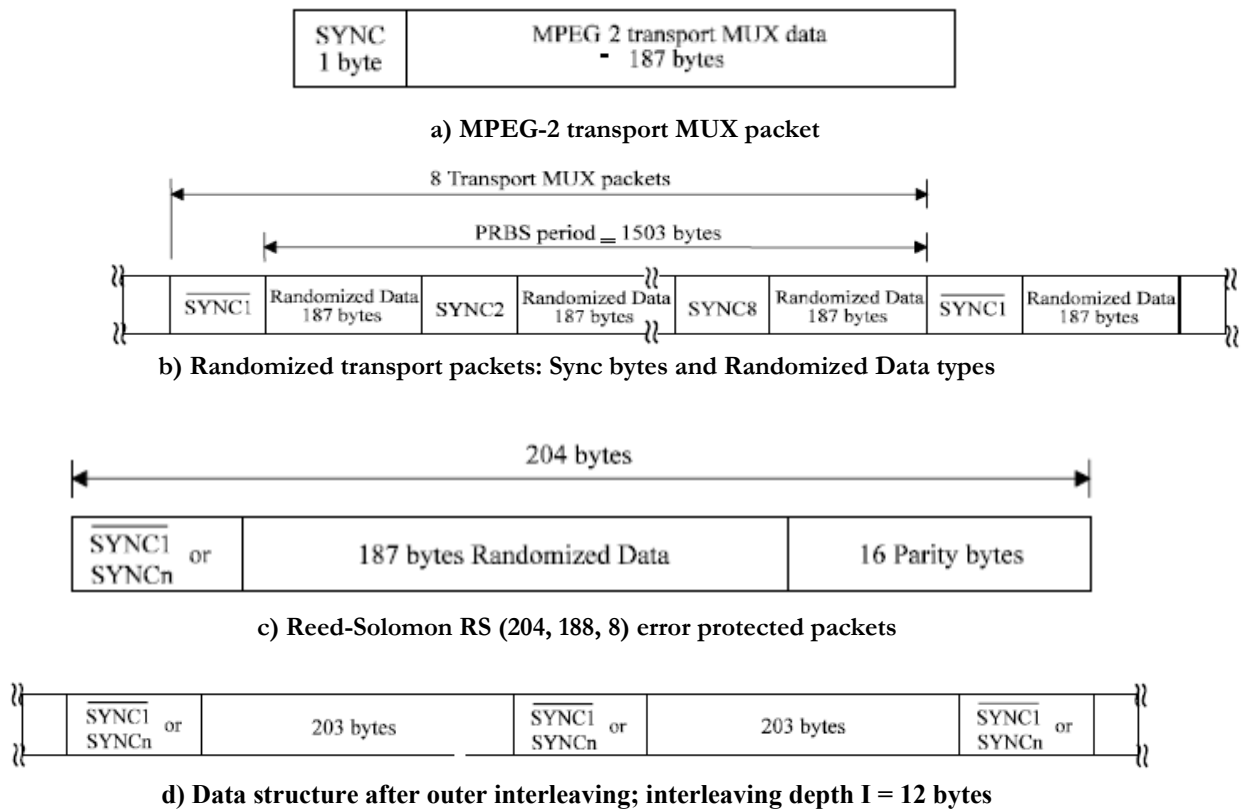 SYNC
1 byte
MPEG 2 transport MUX data
- 187 bytes
a) MPEG-2 transport MUX packet
8 Transport MUX packets
PRBS period = 1503 bytes
SYNC1
Randomized Data
187 bytes
SYNC2
Randomized Data
187 bytes
SYNC8
Randomized Data
187 bytes
SYNC1
Randomized Data
187 bytes
b) Randomized transport packets: Sync bytes and Randomized Data types
204 bytes
SYNC1 or
SYNCn
187 bytes Randomized Data
16 Parity bytes
c) Reed-Solomon RS (204, 188, 8) error protected packets
SYNC1 or
SYNCn
203 bytes
SYNC1 or
SYNCn
203 bytes
SYNC1 or
SYNCn
d) Data structure after outer interleaving; interleaving depth I = 12 bytes